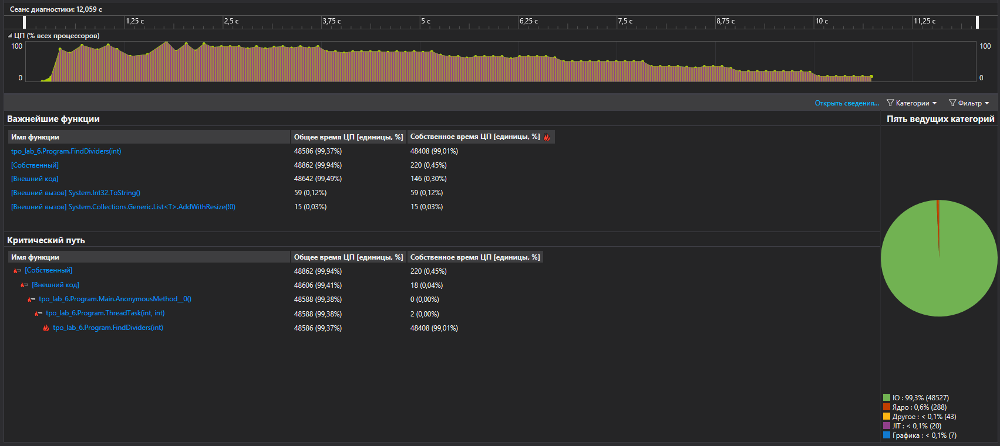 Сеанс диагностики: 12,059 с
1,25 с 2,5 с 3,75 с 5 с 6,25 с 7,5 с 8,75 с 10 с 11,25 с
ЦП (% всех процессоров)
100 100
0 0
Открыть сведения... Категории Фильтр
Важнейшие функции Пять ведущих категорий
Имя функции Общее время ЦП [единицы, %] Собственное время ЦП [единицы, %]
tpo_lab_6.Program.FindDividers(int) 48586 (99,37%) 48408 (99,01%)
[Собственный] 48862 (99,94%) 220 (0,45%)
[Внешний код] 48642 (99,49%) 146 (0,30%)
[Внешний вызов] System.Int32.ToString() 59 (0,12%) 59 (0,12%)
[Внешний вызов] System.Collections.Generic.List<T>.AddWithResize(!0) 15 (0,03%) 15 (0,03%)
Критический путь
Имя функции Общее время ЦП [единицы, %] Собственное время ЦП [единицы, %]
[Собственный] 48862 (99,94%) 220 (0,45%)
[Внешний код] 48606 (99,41%) 18 (0,04%)
tpo_lab_6.Program.Main.AnonymousMethod__0() 48588 (99,38%) 0 (0,00%)
tpo_lab_6.Program.ThreadTask(int, int) 48588 (99,38%) 2 (0,00%)
tpo_lab_6.Program.FindDividers(int) 48586 (99,37%) 48408 (99,01%)
IO : 99,3% (48527)
Ядро : 0,6% (288)
Другое : < 0,1% (43)
JIT : < 0,1% (20)
Графика : < 0,1% (7)